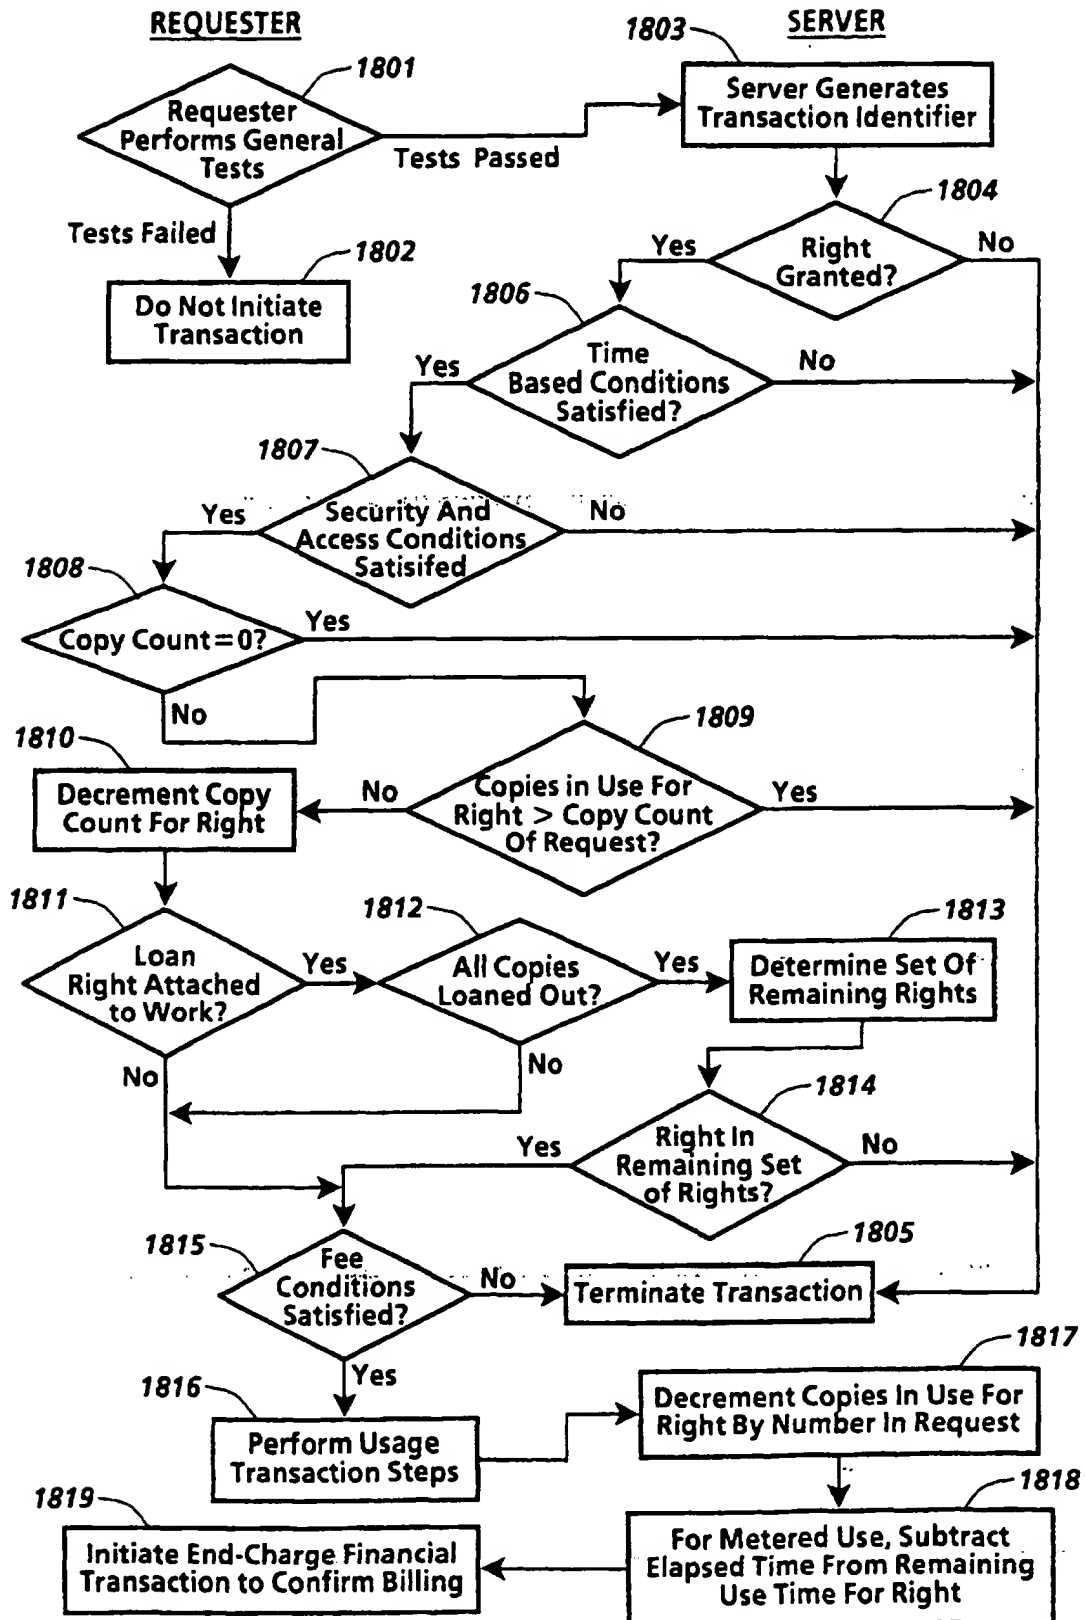 REQUESTER
SERVER
1801
1803
Requester
Performs General
Tests
Tests Passed
Server Generates
Transaction Identifier
Tests Failed
1802
Do Not Initiate
Transaction
1804
Right
Granted?
Yes
No
1806
Time
Based Conditions
Satisfied?
Yes
No
1807
Security And
Access Conditions
Satisifed
Yes
No
1808
Copy Count=0?
Yes
No
1809
Copies in Use For
Right > Copy Count
Of Request?
No
Yes
1810
Decrement Copy
Count For Right
1811
Loan
Right Attached
to Work?
Yes
No
1812
All Copies
Loaned Out?
Yes
No
1813
Determine Set Of
Remaining Rights
1814
Right In
Remaining Set
of Rights?
Yes
No
1815
Fee
Conditions
Satisfied?
No
Yes
1805
Terminate Transaction
1816
Perform Usage
Transaction Steps
1817
Decrement Copies In Use For
Right By Number In Request
1818
For Metered Use, Subtract
Elapsed Time From Remaining
Use Time For Right
1819
Initiate End-Charge Financial
Transaction to Confirm Billing